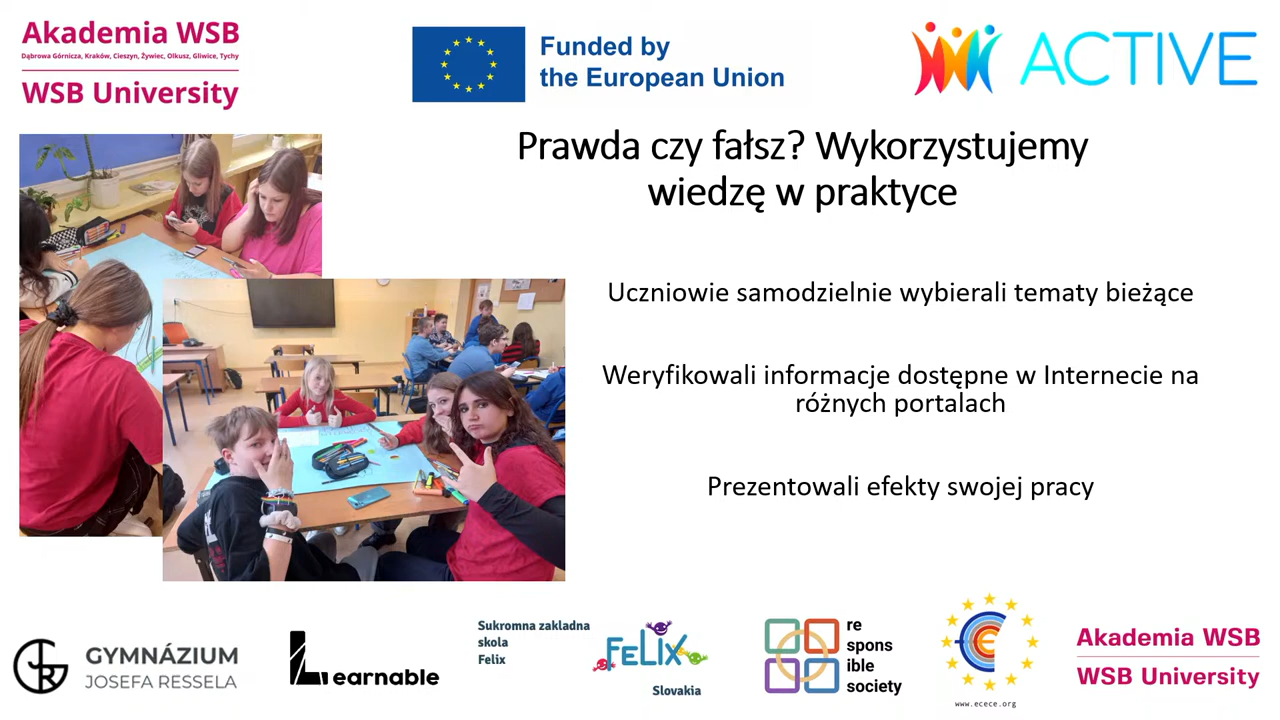 Akademia WSB
Dąbrowa Górnicza, Kraków, Cieszyn, Żywiec, Olkusz, Gliwice, Tychy
WSB University
Funded by
the European Union
ACTIVE
Prawda czy fałsz? Wykorzystujemy
wiedzę w praktyce
Uczniowie samodzielnie wybierali tematy bieżące
Weryfikowali informacje dostępne w Internecie na
różnych portalach
Prezentowali efekty swojej pracy
GYMNÁZIUM
JOSEFA RESSELA
Learnable
Sukromna zakladna
skola
Felix
FELIX
Slovakia
re
spons
ible
society
www.ecece.org
Akademia WSB
WSB University